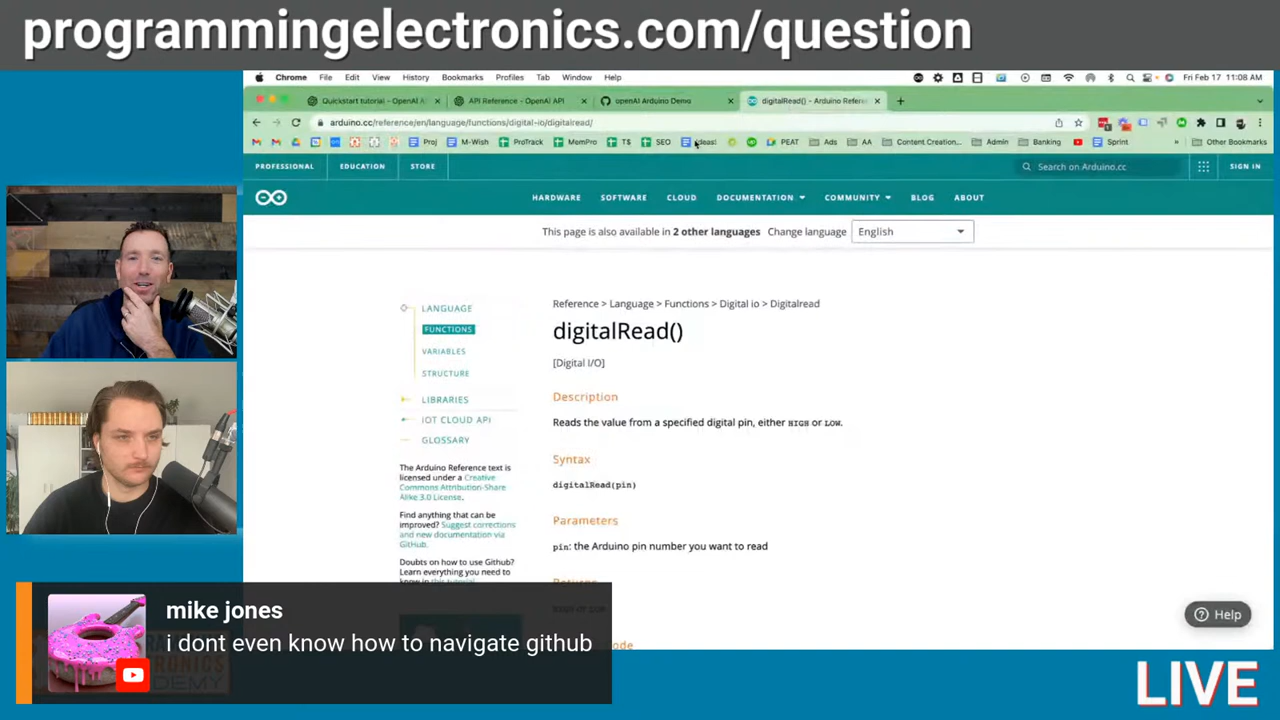 programmingelectronics.com/question
Chrome File Edit View History Bookmarks Profiles Tab Window Help Fri Feb 17 11:08 AM
Quickstart tutorial - OpenAI A
API Reference - OpenAI API
openAI Arduino Demo
digitalRead() - Arduino Refere
arduino.cc/reference/en/language/functions/digital-io/digitalread/
Proj M-Wish ProTrack MemPro T$ SEO Ideas! PEAT Ads AA Content Creation... Admin Banking Sprint » Other Bookmarks
PROFESSIONAL EDUCATION STORE
Search on Arduino.cc
SIGN IN
HARDWARE SOFTWARE CLOUD DOCUMENTATION COMMUNITY BLOG ABOUT
This page is also available in 2 other languages Change language English
LANGUAGE
FUNCTIONS
VARIABLES
STRUCTURE
LIBRARIES
IOT CLOUD API
GLOSSARY
The Arduino Reference text is
licensed under a Creative
Commons Attribution-Share
Alike 3.0 License.
Find anything that can be
improved? Suggest corrections
and new documentation via
GitHub.
Doubts on how to use Github?
Learn everything you need to
know in this tutorial.
Reference > Language > Functions > Digital io > Digitalread
digitalRead()
[Digital I/O]
Description
Reads the value from a specified digital pin, either HIGH or LOW.
Syntax
digitalRead(pin)
Parameters
pin: the Arduino pin number you want to read
Returns
Help
mike jones
i dont even know how to navigate github
LIVE